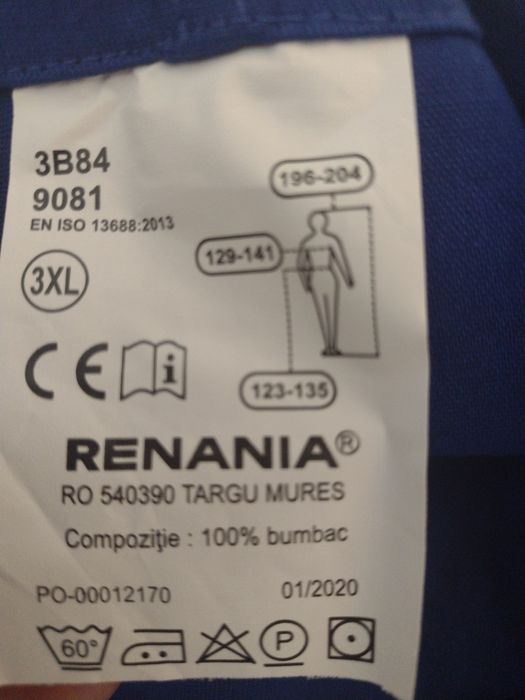 3B84
9081
EN ISO 13688:2013
3XL
196-204
129-141
123-135
CE
i
RENANIA®
RO 540390 TARGU MURES
Compoziţie : 100% bumbac
PO-00012170 01/2020
60°
P